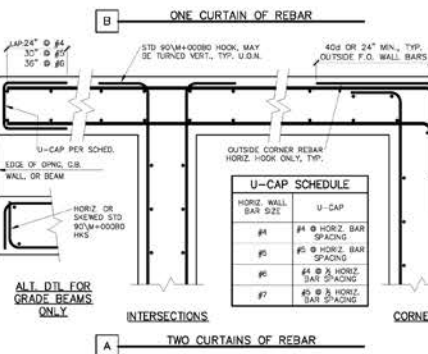 B ONE CURTAIN OF REBAR
LAP:24" @ #4
30" @ #5
36" @ #6
STD 90\M+0080 HOOK, MAY
BE TURNED VERT., TYP. U.O.N.
40d OR 24" MIN., TYP.
OUTSIDE F.O. WALL BARS
U-CAP PER SCHED.
EDGE OF OPNG, G.B.
WALL, OR BEAM
OUTSIDE CORNER REBAR
HORIZ. HOOK ONLY, TYP.
HORIZ OR
SKEWED STD
90\M+0080
HKS
ALT. DTL FOR
GRADE BEAMS
ONLY
INTERSECTIONS
U-CAP SCHEDULE
HORIZ. WALL
BAR SIZE
U-CAP
#4
#4 @ HORIZ. BAR
SPACING
#5
#5 @ HORIZ. BAR
SPACING
#6
#4 @ ½ HORIZ.
BAR SPACING
#7
#5 @ ½ HORIZ.
BAR SPACING
CORNE
A TWO CURTAINS OF REBAR